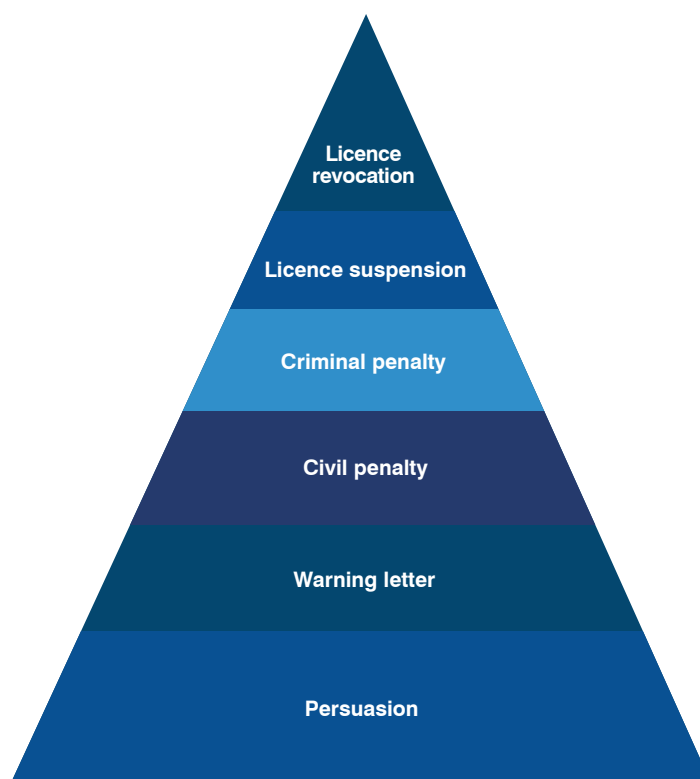 Licence
revocation
Licence suspension
Criminal penalty
Civil penalty
Warning letter
Persuasion